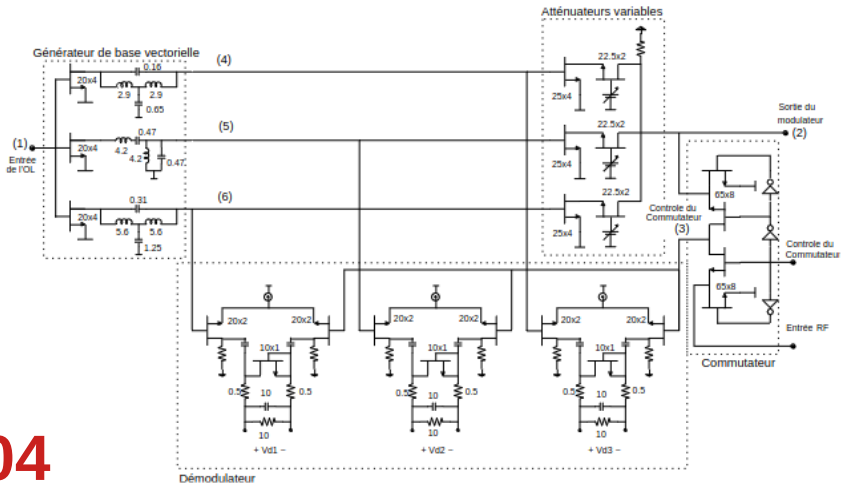 Atténuateurs variables
Générateur de base vectorielle
(4)
0.16
20x4
2.9
2.9
0.65
22.5x2
25x4
(5)
0.47
(1)
Entrée
de l'OL
20x4
4.2
4.2
0.47
22.5x2
25x4
Sortie du
modulateur
(2)
(6)
0.31
20x4
5.6
5.6
1.25
22.5x2
25x4
Controle du
Commutateur
(3)
65x8
Controle du
Commutateur
65x8
Entrée RF
Commutateur
20x2
20x2
20x2
20x2
20x2
20x2
10x1
10x1
10x1
0.5
0.5
0.5
0.5
0.5
0.5
10
10
10
10
10
10
+ Vd1 −
+ Vd2 −
+ Vd3 −
Démodulateur
04